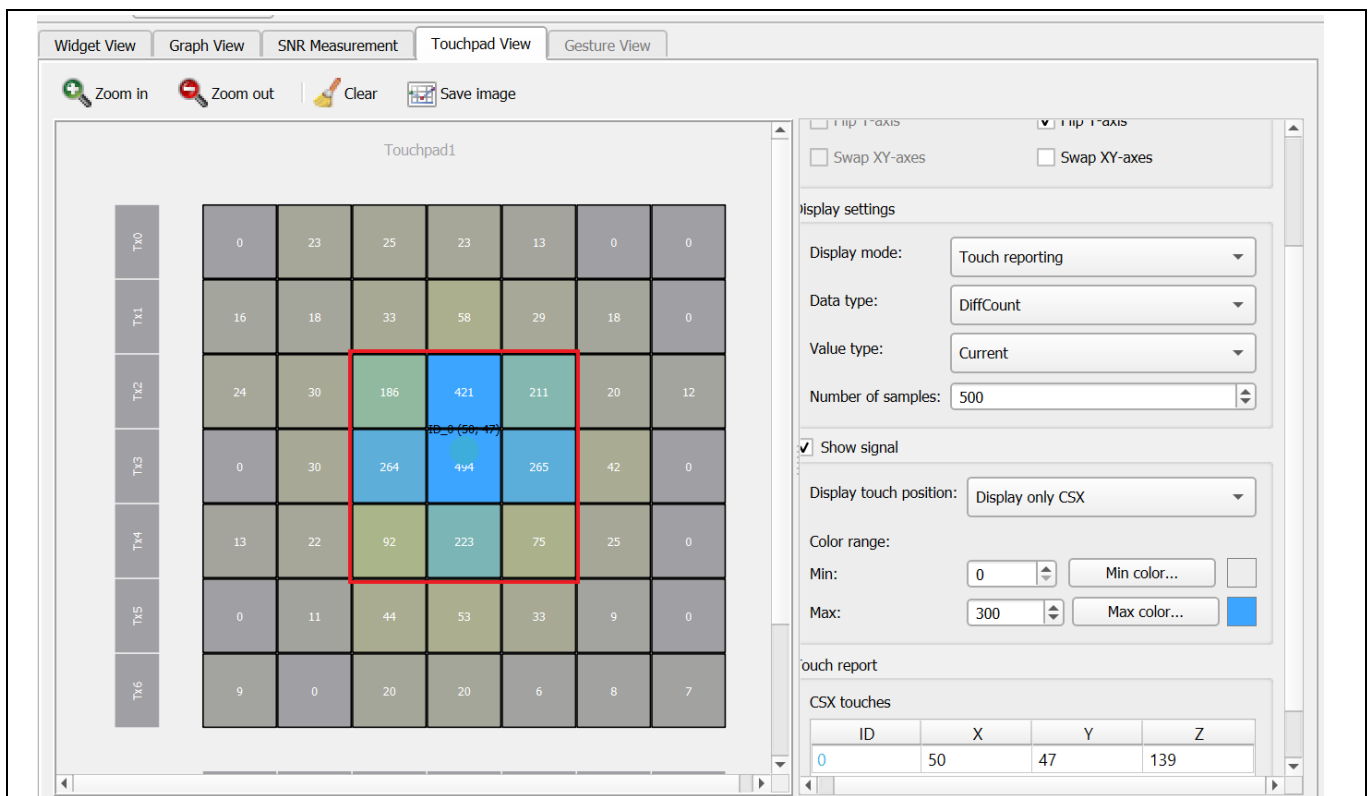 Widget View Graph View SNR Measurement Touchpad View Gesture View
Zoom in Zoom out Clear Save image
Touchpad1
Tx0 0 23 25 23 13 0 0
Tx1 16 18 33 58 29 18 0
Tx2 24 30 186 421 211 20 12
ID_0 (50; 47)
Tx3 0 30 264 494 265 42 0
Tx4 13 22 92 223 75 25 0
Tx5 0 11 44 53 33 9 0
Tx6 9 0 20 20 6 8 7
Flip Y-axis Flip Y-axis
Swap XY-axes Swap XY-axes
Display settings
Display mode: Touch reporting
Data type: DiffCount
Value type: Current
Number of samples: 500
Show signal
Display touch position: Display only CSX
Color range:
Min: 0 Min color...
Max: 300 Max color...
Touch report
CSX touches
ID X Y Z
0 50 47 139